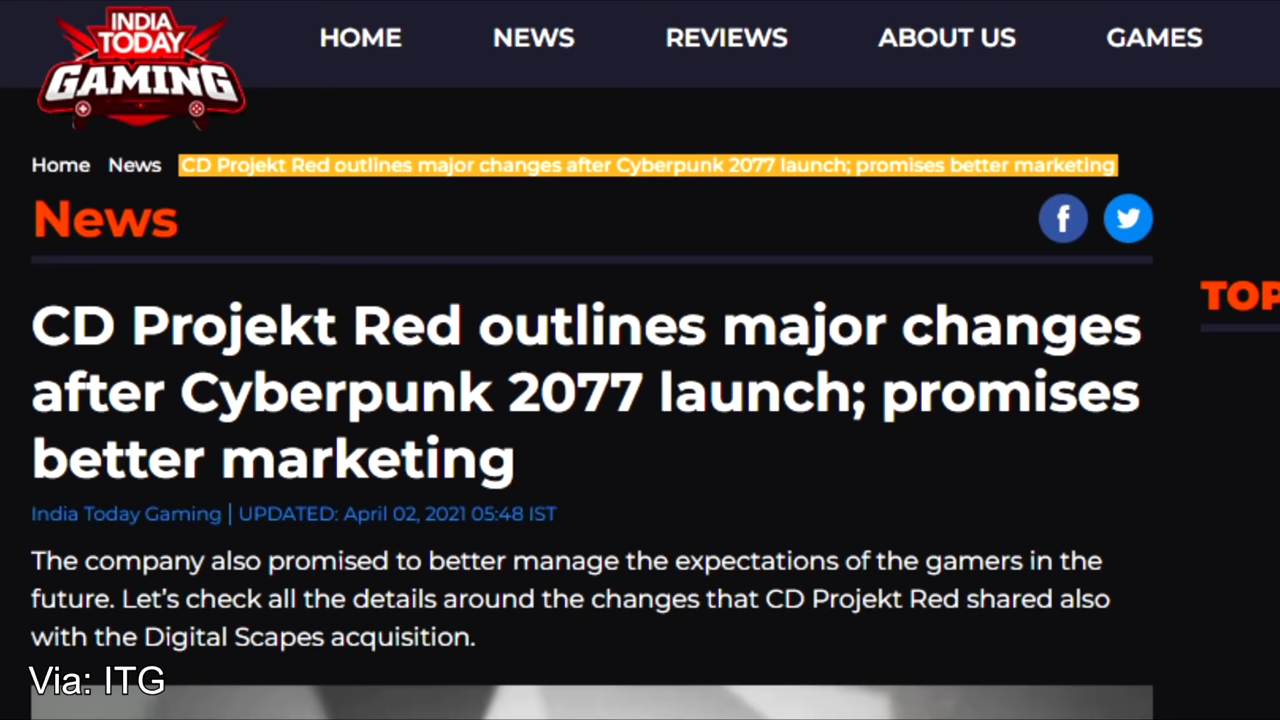 INDIA
TODAY
GAMING
HOME NEWS REVIEWS ABOUT US GAMES
Home News CD Projekt Red outlines major changes after Cyberpunk 2077 launch; promises better marketing
News
f
TOP
CD Projekt Red outlines major changes
after Cyberpunk 2077 launch; promises
better marketing
India Today Gaming | UPDATED: April 02, 2021 05:48 IST
The company also promised to better manage the expectations of the gamers in the
future. Let’s check all the details around the changes that CD Projekt Red shared also
with the Digital Scapes acquisition.
Via: ITG